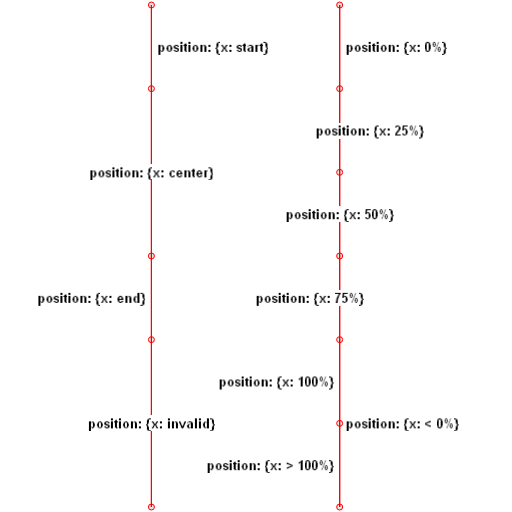 position: {x: start}
position: {x: 0%}
position: {x: 25%}
position: {x: center}
position: {x: 50%}
position: {x: end}
position: {x: 75%}
position: {x: 100%}
position: {x: invalid}
position: {x: < 0%}
position: {x: > 100%}